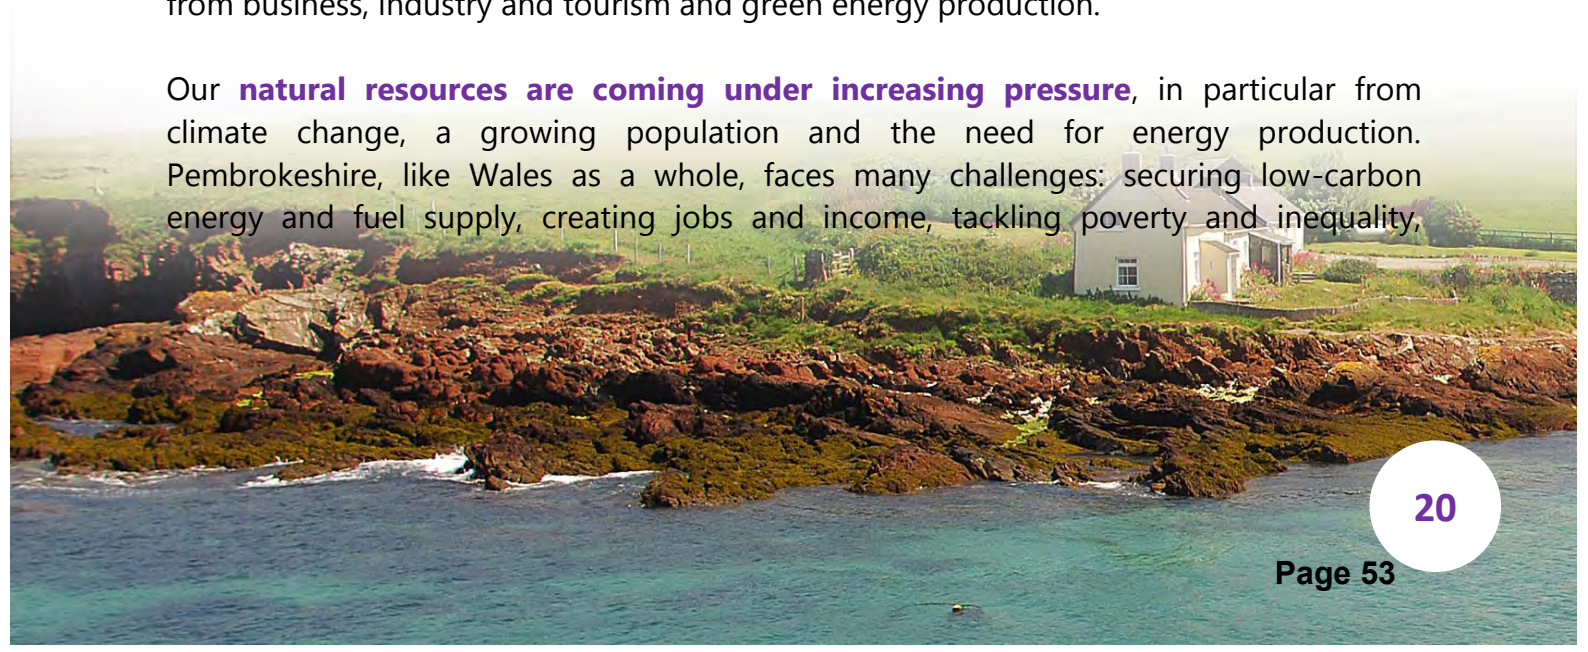 from business, industry and tourism and green energy production.
Our natural resources are coming under increasing pressure, in particular from
climate change, a growing population and the need for energy production.
Pembrokeshire, like Wales as a whole, faces many challenges: securing low-carbon
energy and fuel supply, creating jobs and income, tackling poverty and inequality,
20
Page 53